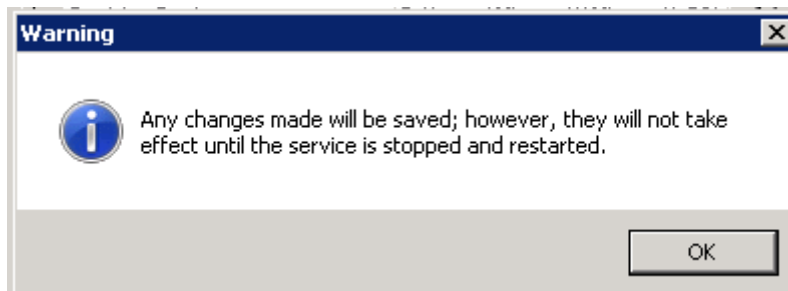 Warning
Any changes made will be saved; however, they will not take
effect until the service is stopped and restarted.
OK